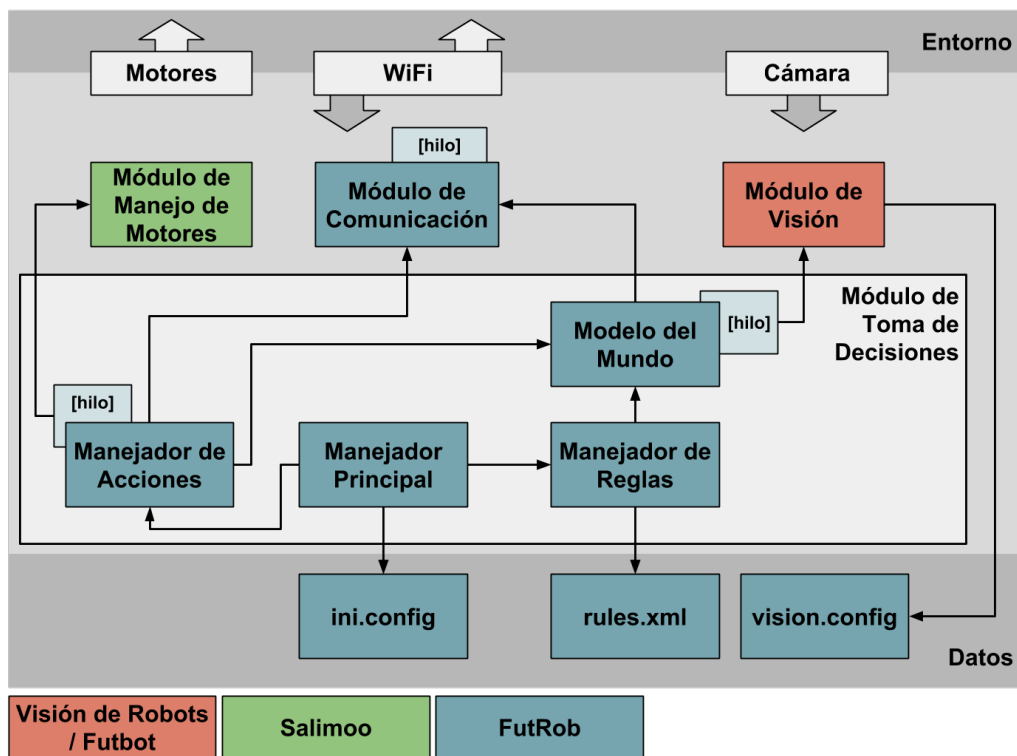 Entorno
Motores
WiFi
Cámara
[hilo]
Módulo de
Manejo de
Motores
Módulo de
Comunicación
Módulo de
Visión
Módulo de
Toma de
Decisiones
[hilo]
Modelo del
Mundo
[hilo]
Manejador de
Acciones
Manejador
Principal
Manejador de
Reglas
ini.config
rules.xml
vision.config
Datos
Visión de Robots
/ Futbot
Salimoo
FutRob